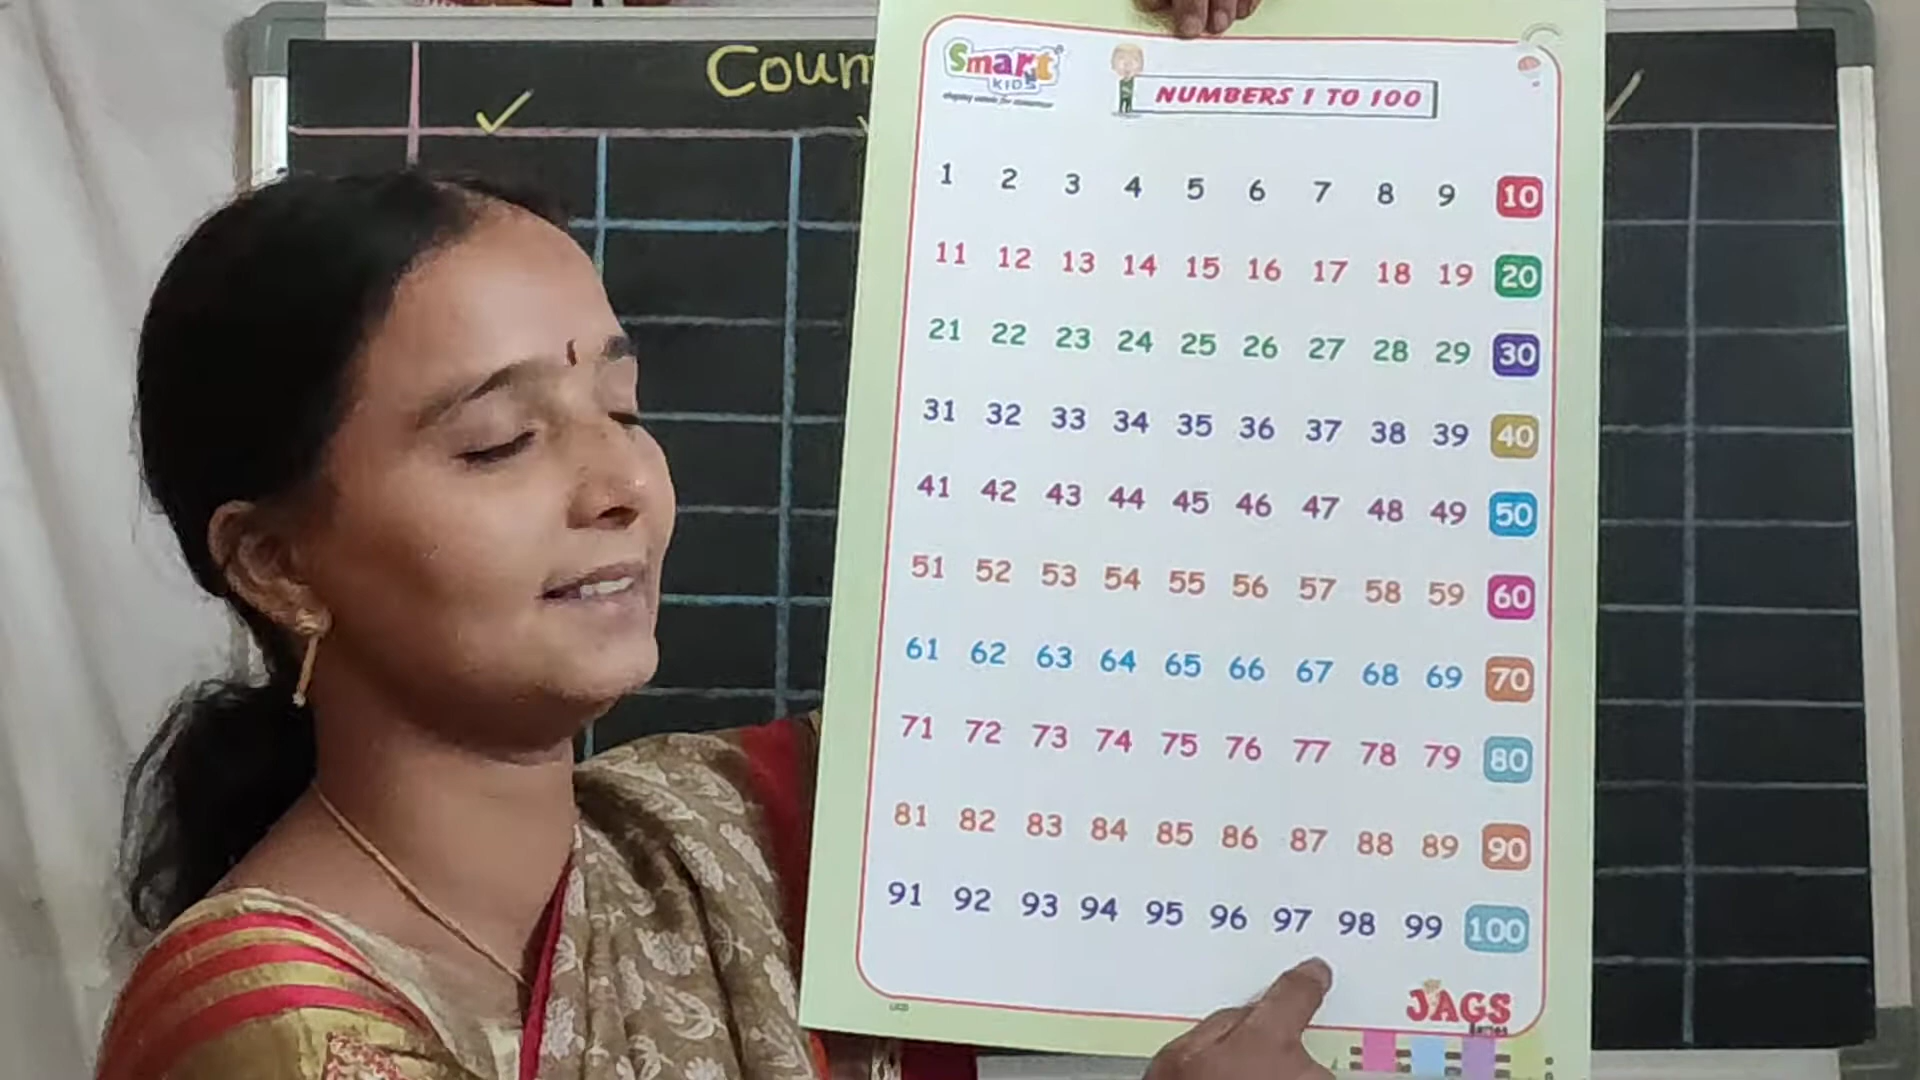 Coun
Smart
KIDS
NUMBERS 1 TO 100
1 2 3 4 5 6 7 8 9 10
11 12 13 14 15 16 17 18 19 20
21 22 23 24 25 26 27 28 29 30
31 32 33 34 35 36 37 38 39 40
41 42 43 44 45 46 47 48 49 50
51 52 53 54 55 56 57 58 59 60
61 62 63 64 65 66 67 68 69 70
71 72 73 74 75 76 77 78 79 80
81 82 83 84 85 86 87 88 89 90
91 92 93 94 95 96 97 98 99 100
JAGS